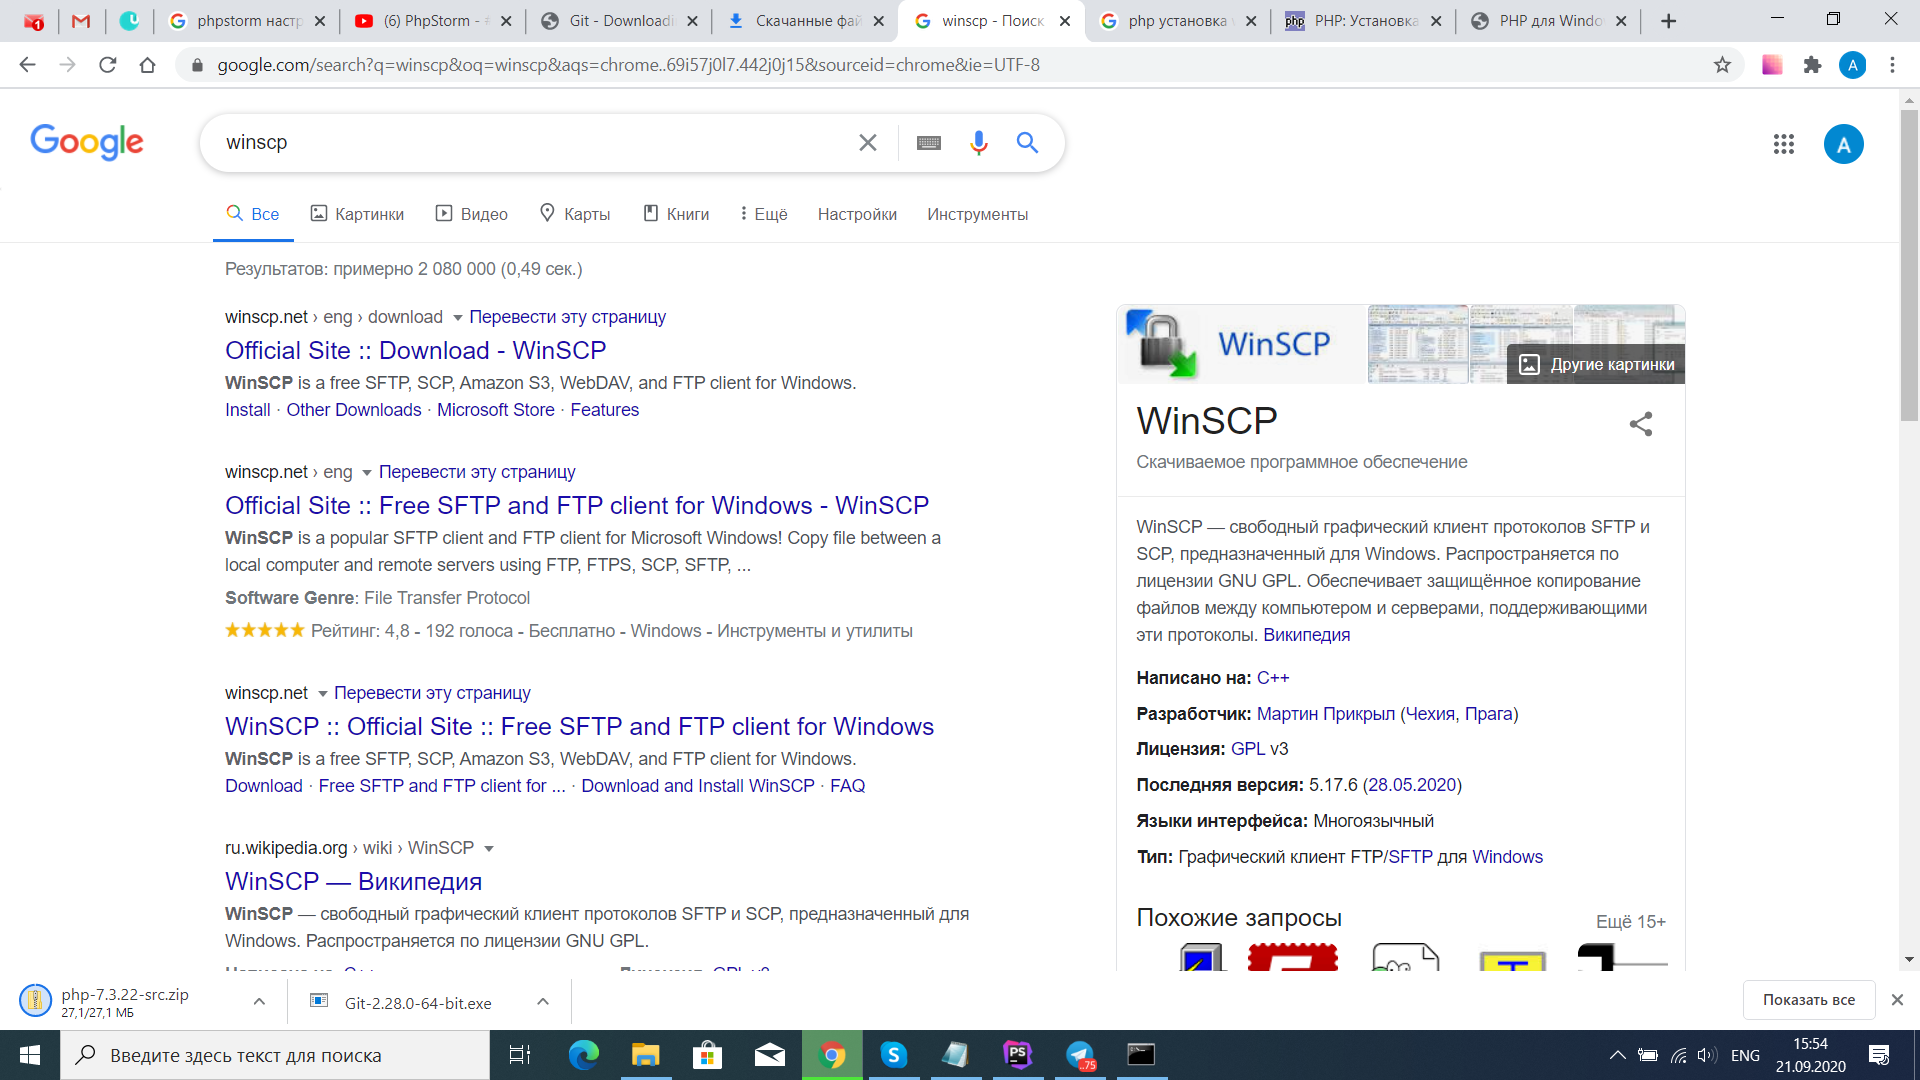 phpstorm настр
(6) PhpStorm -
Git - Downloadi
Скачанные фай
winscp - Поиск
php установка
PHP: Установка
PHP для Windo
google.com/search?q=winscp&oq=winscp&aqs=chrome..69i57j0l7.442j0j15&sourceid=chrome&ie=UTF-8
A
Google
winscp
A
Все
Картинки
Видео
Карты
Книги
Ещё
Настройки
Инструменты
Результатов: примерно 2 080 000 (0,49 сек.)
winscp.net › eng › download Перевести эту страницу
Official Site :: Download - WinSCP
WinSCP is a free SFTP, SCP, Amazon S3, WebDAV, and FTP client for Windows.
Install · Other Downloads · Microsoft Store · Features
winscp.net › eng Перевести эту страницу
Official Site :: Free SFTP and FTP client for Windows - WinSCP
WinSCP is a popular SFTP client and FTP client for Microsoft Windows! Copy file between a
local computer and remote servers using FTP, FTPS, SCP, SFTP, ...
Software Genre: File Transfer Protocol
Рейтинг: 4,8 - 192 голоса - Бесплатно - Windows - Инструменты и утилиты
winscp.net Перевести эту страницу
WinSCP :: Official Site :: Free SFTP and FTP client for Windows
WinSCP is a free SFTP, SCP, Amazon S3, WebDAV, and FTP client for Windows.
Download · Free SFTP and FTP client for ... · Download and Install WinSCP · FAQ
ru.wikipedia.org › wiki › WinSCP
WinSCP — Википедия
WinSCP — свободный графический клиент протоколов SFTP и SCP, предназначенный для
Windows. Распространяется по лицензии GNU GPL.
WinSCP
Другие картинки
WinSCP
Скачиваемое программное обеспечение
WinSCP — свободный графический клиент протоколов SFTP и
SCP, предназначенный для Windows. Распространяется по
лицензии GNU GPL. Обеспечивает защищённое копирование
файлов между компьютером и серверами, поддерживающими
эти протоколы. Википедия
Написано на: C++
Разработчик: Мартин Прикрыл (Чехия, Прага)
Лицензия: GPL v3
Последняя версия: 5.17.6 (28.05.2020)
Языки интерфейса: Многоязычный
Тип: Графический клиент FTP/SFTP для Windows
Похожие запросы
Ещё 15+
php-7.3.22-src.zip
27,1/27,1 МБ
Git-2.28.0-64-bit.exe
Показать все
Введите здесь текст для поиска
PS
..75
ENG
15:54
21.09.2020